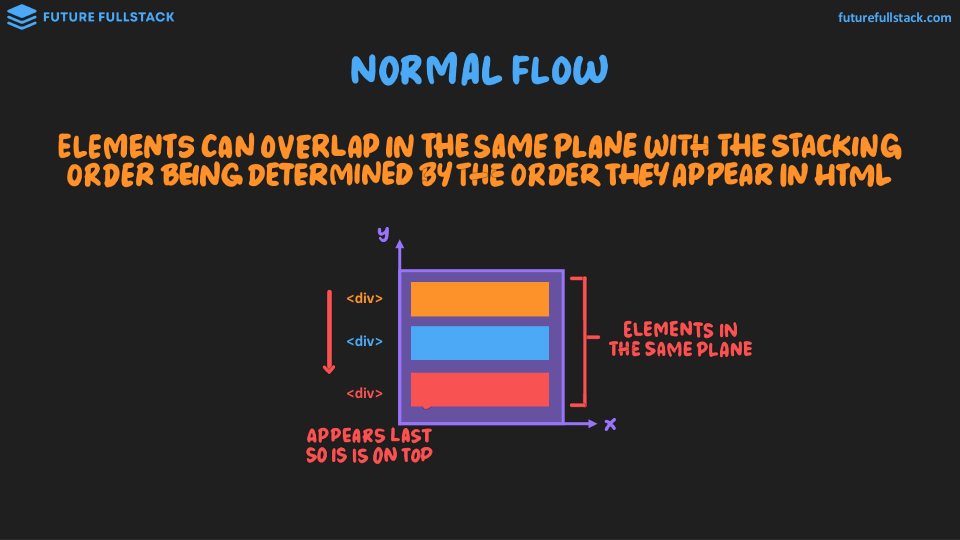 FUTURE FULLSTACK
futurefullstack.com
NORMAL FLOW
ELEMENTS CAN OVERLAP IN THE SAME PLANE WITH THE STACKING
ORDER BEING DETERMINED BY THE ORDER THEY APPEAR IN HTML
y
<div>
<div>
<div>
ELEMENTS IN
THE SAME PLANE
x
APPEARS LAST
SO IS IS ON TOP